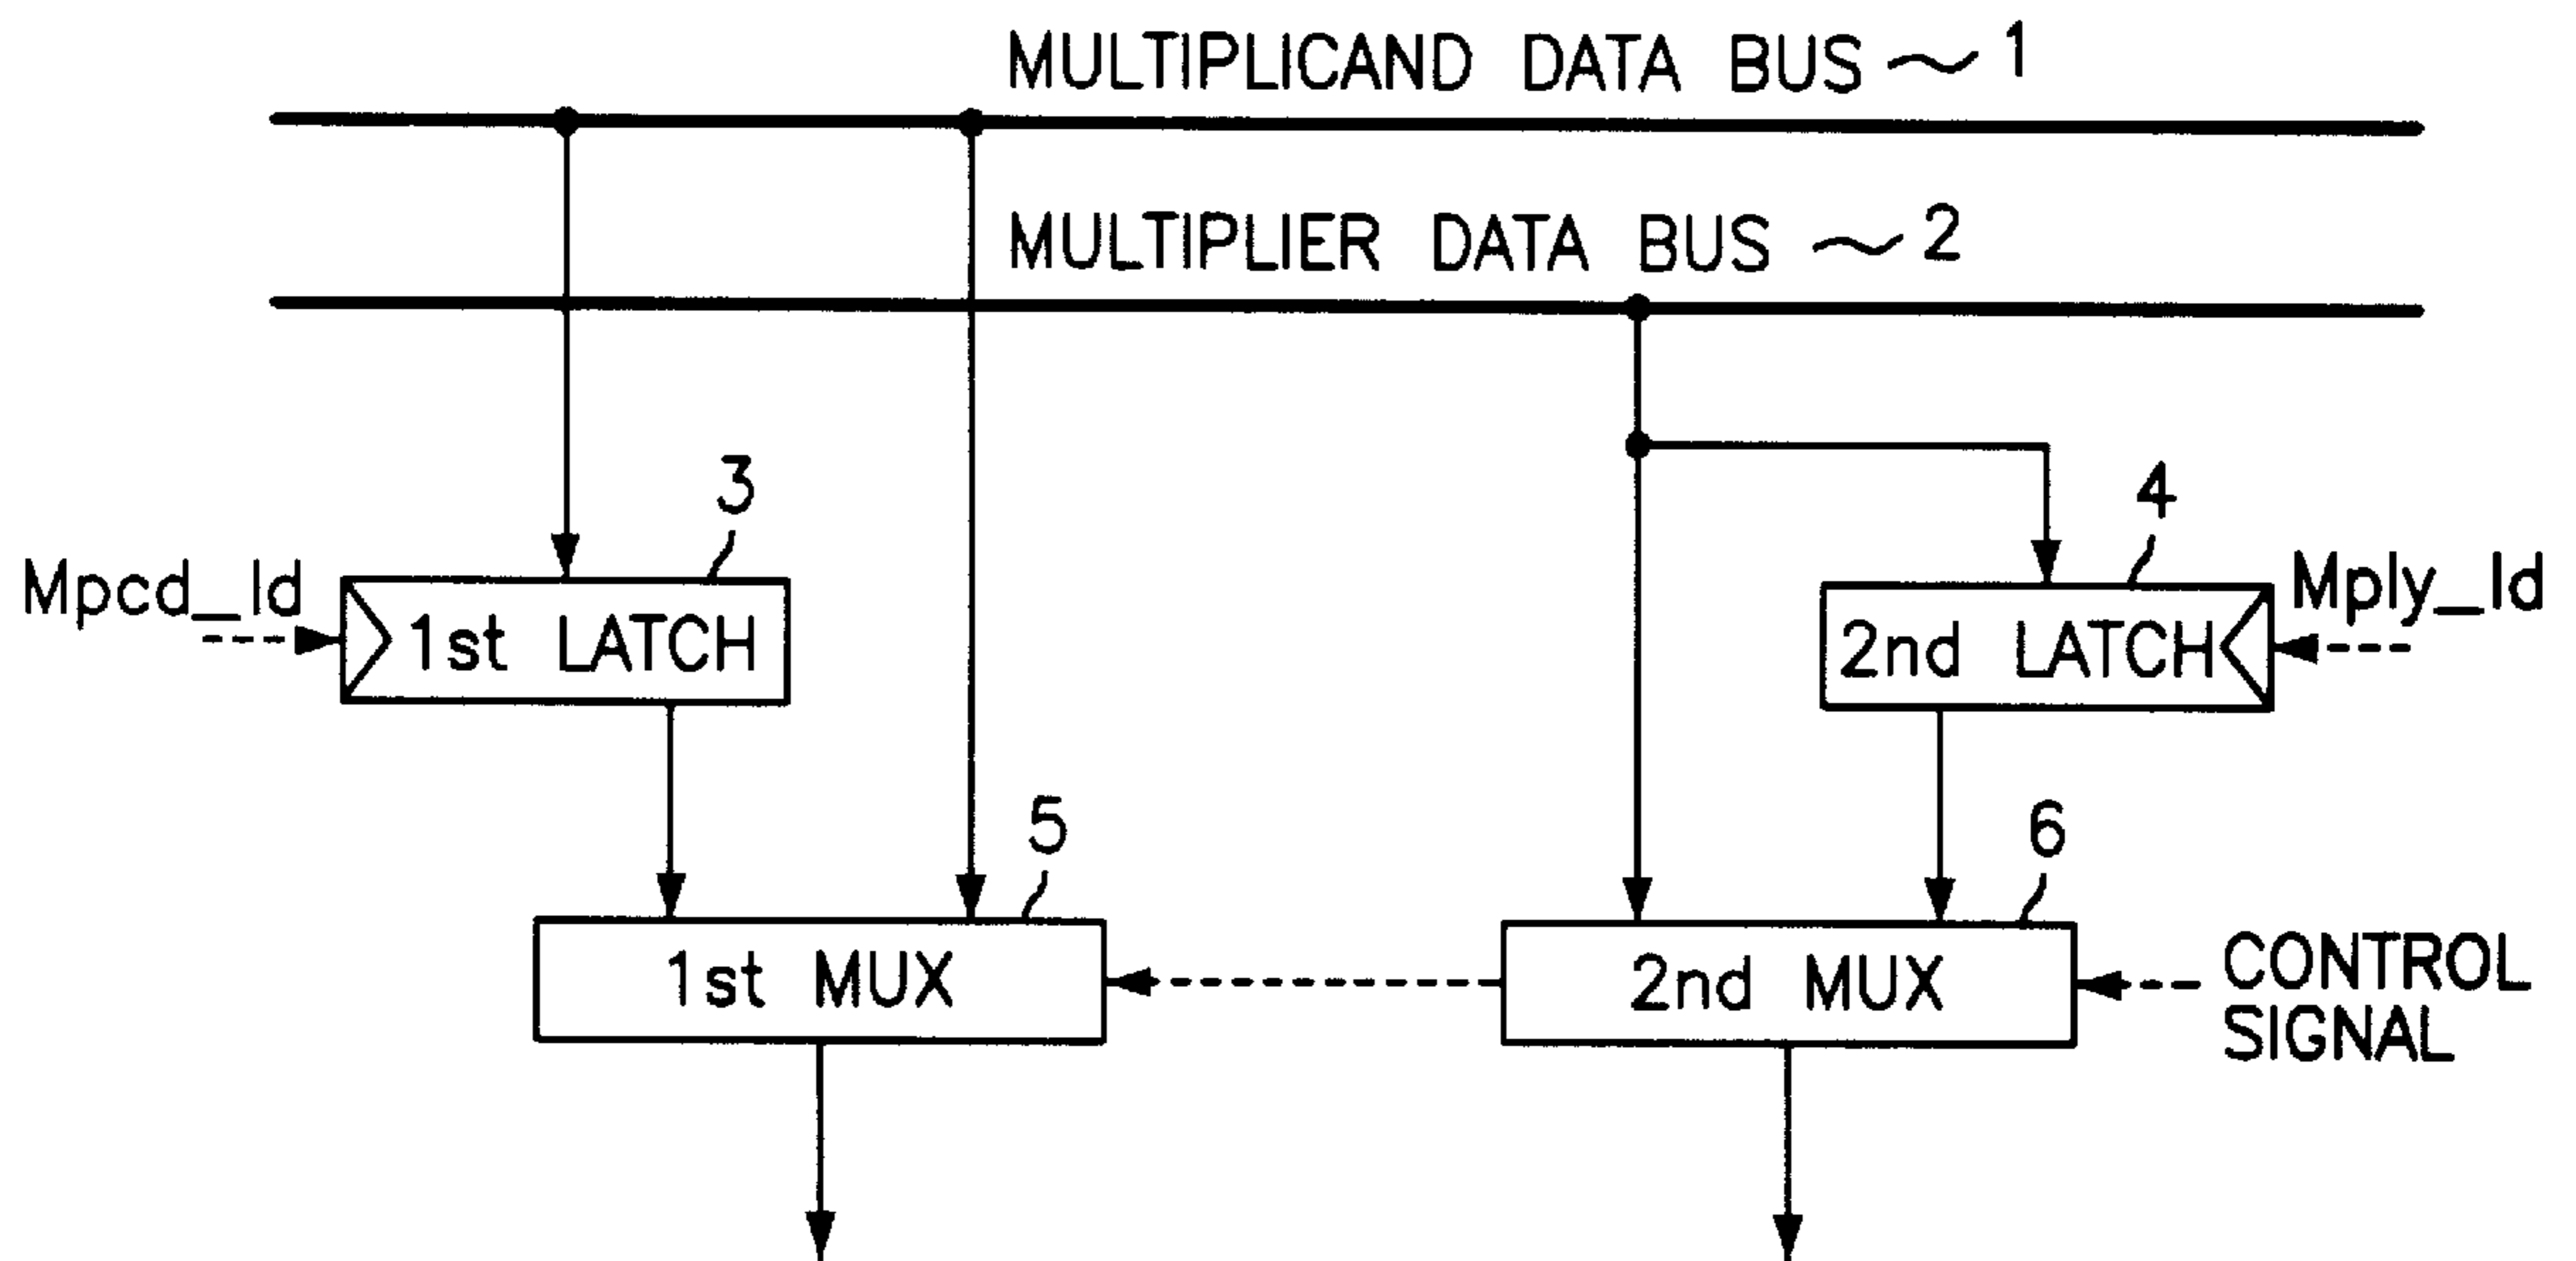 MULTIPLICAND DATA BUS 1
MULTIPLIER DATA BUS 2
3
4
Mpcd_ld
1st LATCH
2nd LATCH
Mply_ld
5
6
1st MUX
2nd MUX
CONTROL
SIGNAL